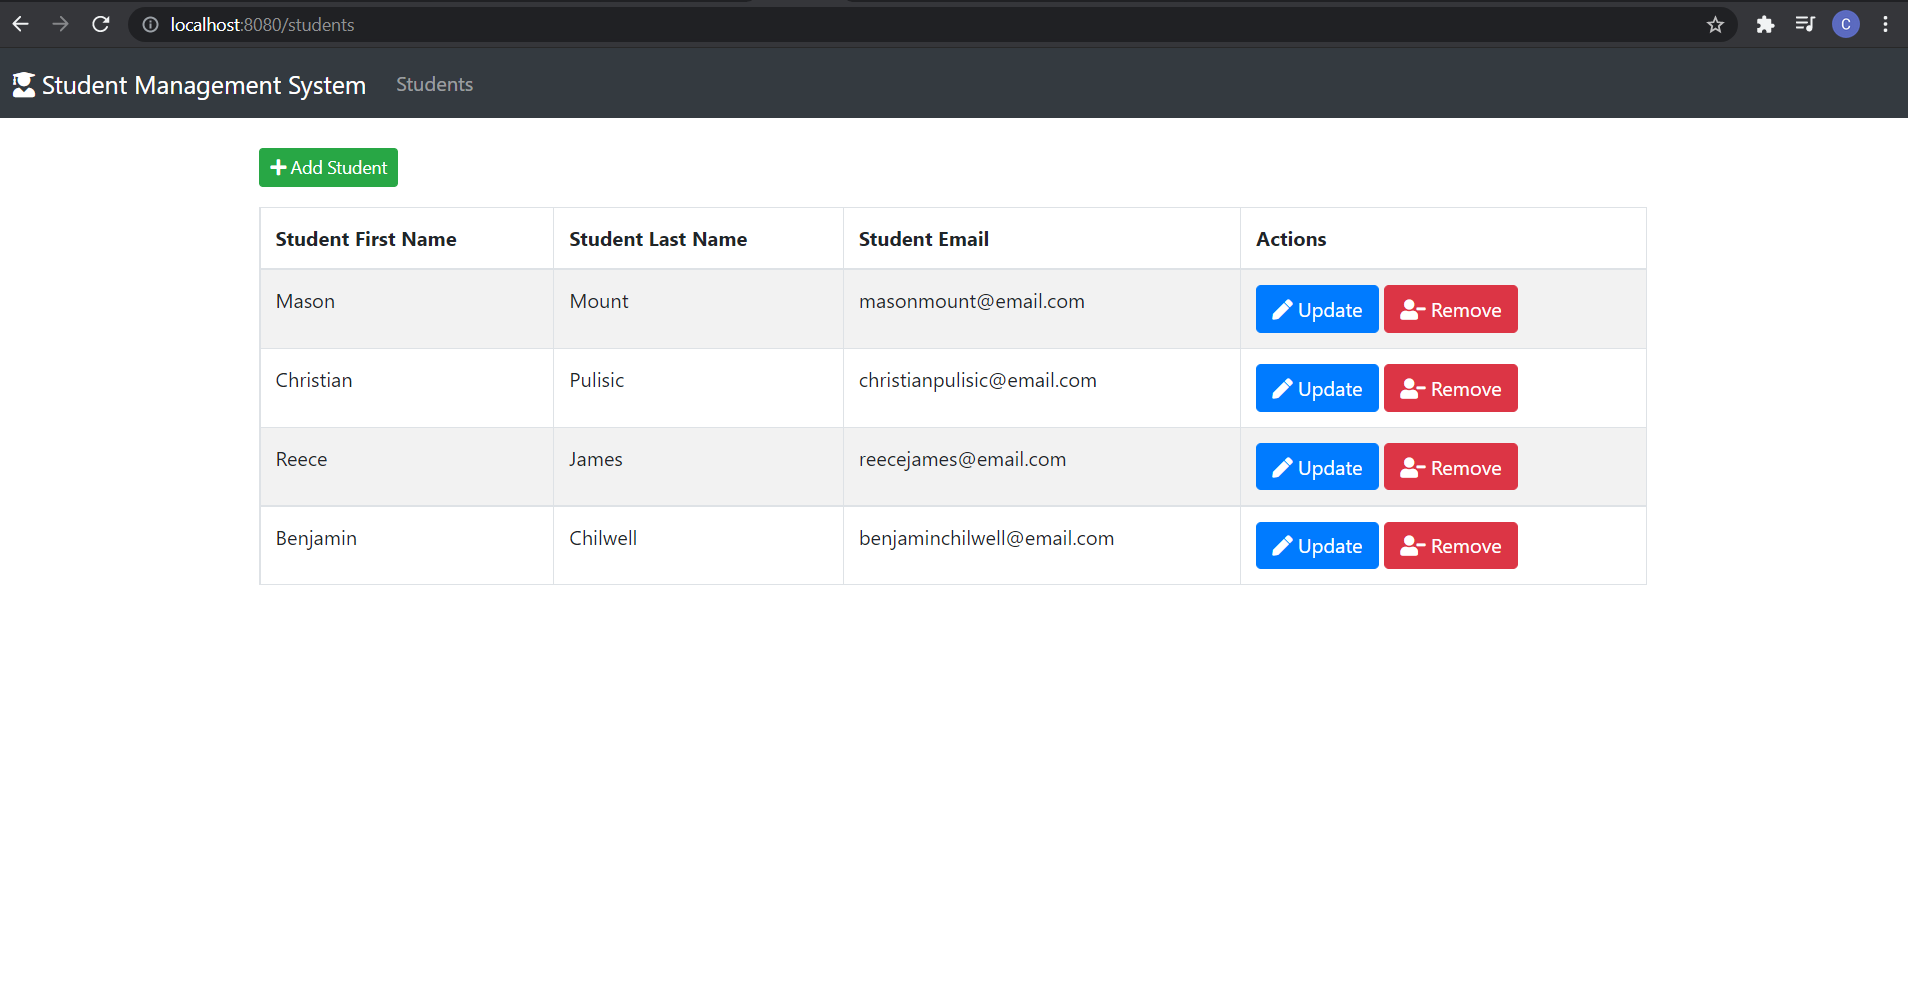 localhost:8080/students
C
Student Management System Students
Add Student
Student First Name Student Last Name Student Email Actions
Mason Mount masonmount@email.com Update Remove
Christian Pulisic christianpulisic@email.com Update Remove
Reece James reecejames@email.com Update Remove
Benjamin Chilwell benjaminchilwell@email.com Update Remove